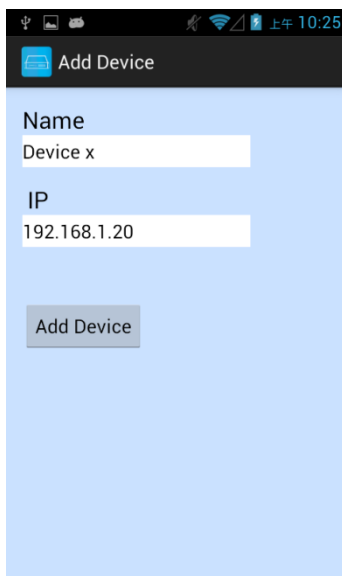 上午 10:25
Add Device
Name
Device x
IP
192.168.1.20
Add Device